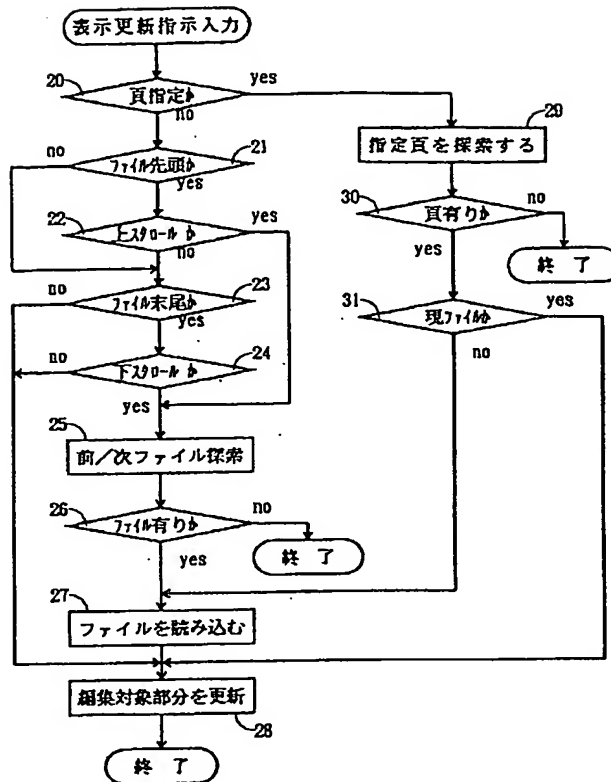 表示更新指示入力
20
頁指定か
yes
no
29
指定頁を探索する
no
21
ファイル先頭か
yes
30
頁有りか
no
yes
終了
22
上スクロールか
yes
no
no
23
ファイル末尾か
yes
31
現ファイルか
yes
no
no
24
下スクロールか
yes
25
前/次ファイル探索
26
ファイル有りか
no
yes
終了
27
ファイルを読み込む
編集対象部分を更新
28
終了